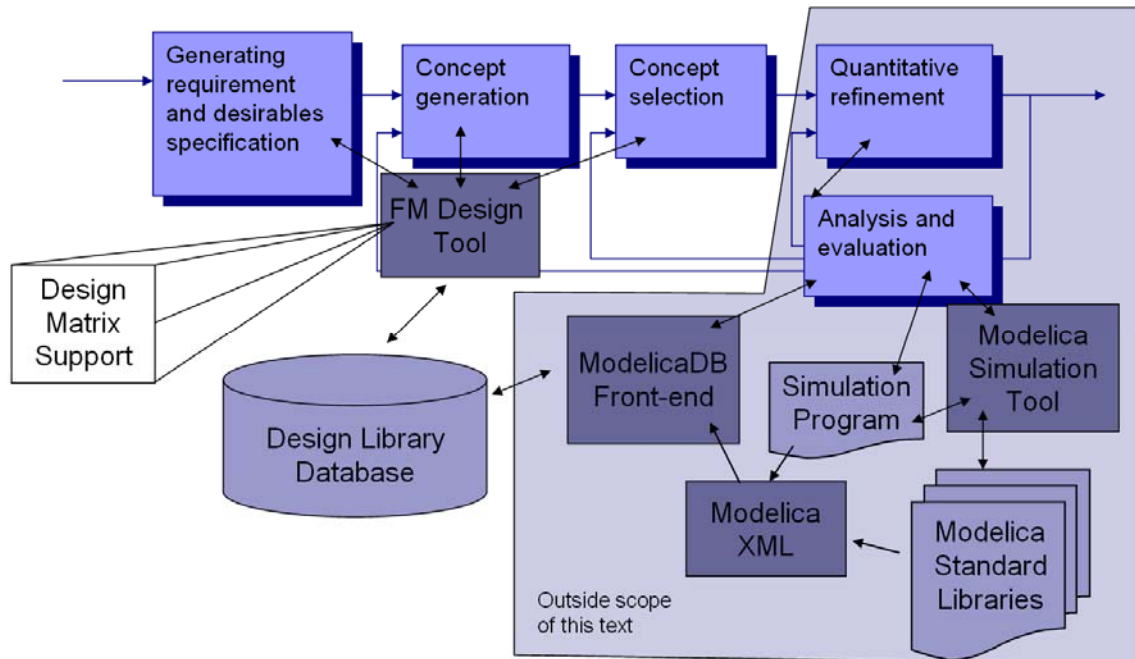 Generating
requirement
and desirables
specification
Concept
generation
Concept
selection
Quantitative
refinement
FM Design
Tool
Analysis and
evaluation
Design
Matrix
Support
ModelicaDB
Front-end
Simulation
Program
Modelica
Simulation
Tool
Design Library
Database
Modelica
XML
Modelica
Standard
Libraries
Outside scope
of this text